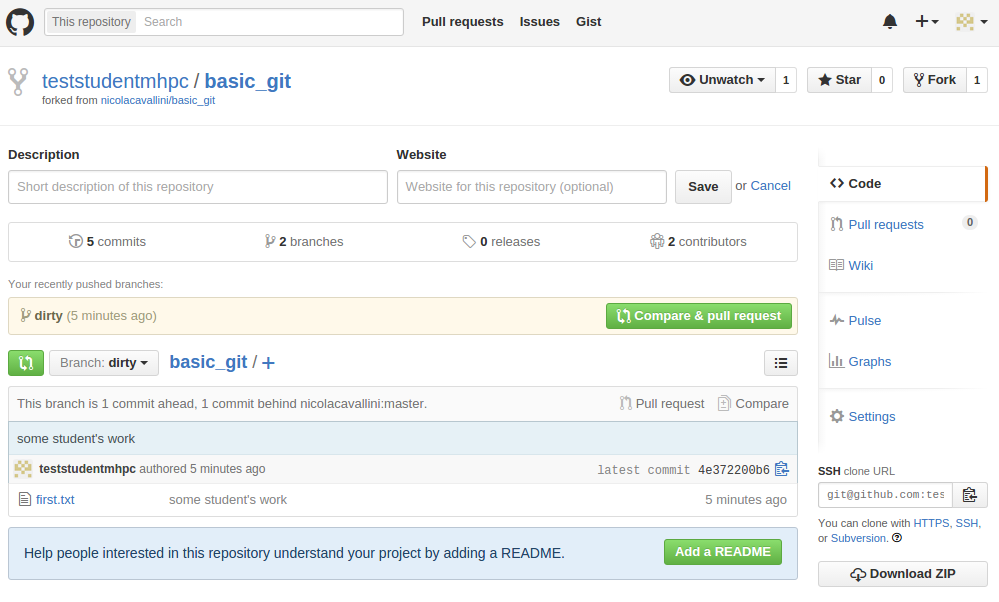 This repository Search Pull requests Issues Gist
teststudentmhpc / basic_git Unwatch 1 Star 0 Fork 1
forked from nicolacavallini/basic_git
Description Website
Short description of this repository Website for this repository (optional) Save or Cancel
5 commits 2 branches 0 releases 2 contributors
Your recently pushed branches:
dirty (5 minutes ago) Compare & pull request
Branch: dirty basic_git / +
This branch is 1 commit ahead, 1 commit behind nicolacavallini:master. Pull request Compare
some student's work
teststudentmhpc authored 5 minutes ago latest commit 4e372200b6
first.txt some student's work 5 minutes ago
Help people interested in this repository understand your project by adding a README. Add a README
Code
Pull requests 0
Wiki
Pulse
Graphs
Settings
SSH clone URL
git@github.com:tes
You can clone with HTTPS, SSH,
or Subversion.
Download ZIP